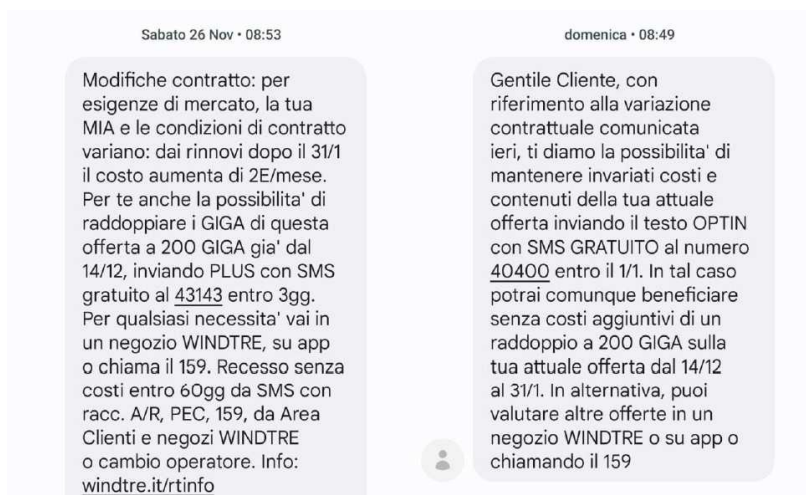 Sabato 26 Nov • 08:53
Modifiche contratto: per
esigenze di mercato, la tua
MIA e le condizioni di contratto
variano: dai rinnovi dopo il 31/1
il costo aumenta di 2E/mese.
Per te anche la possibilita' di
raddoppiare i GIGA di questa
offerta a 200 GIGA gia' dal
14/12, inviando PLUS con SMS
gratuito al 43143 entro 3gg.
Per qualsiasi necessita' vai in
un negozio WINDTRE, su app
o chiama il 159. Recesso senza
costi entro 60gg da SMS con
racc. A/R, PEC, 159, da Area
Clienti e negozi WINDTRE
o cambio operatore. Info:
windtre.it/rtinfo
domenica • 08:49
Gentile Cliente, con
riferimento alla variazione
contrattuale comunicata
ieri, ti diamo la possibilita' di
mantenere invariati costi e
contenuti della tua attuale
offerta inviando il testo OPTIN
con SMS GRATUITO al numero
40400 entro il 1/1. In tal caso
potrai comunque beneficiare
senza costi aggiuntivi di un
raddoppio a 200 GIGA sulla
tua attuale offerta dal 14/12
al 31/1. In alternativa, puoi
valutare altre offerte in un
negozio WINDTRE o su app o
chiamando il 159